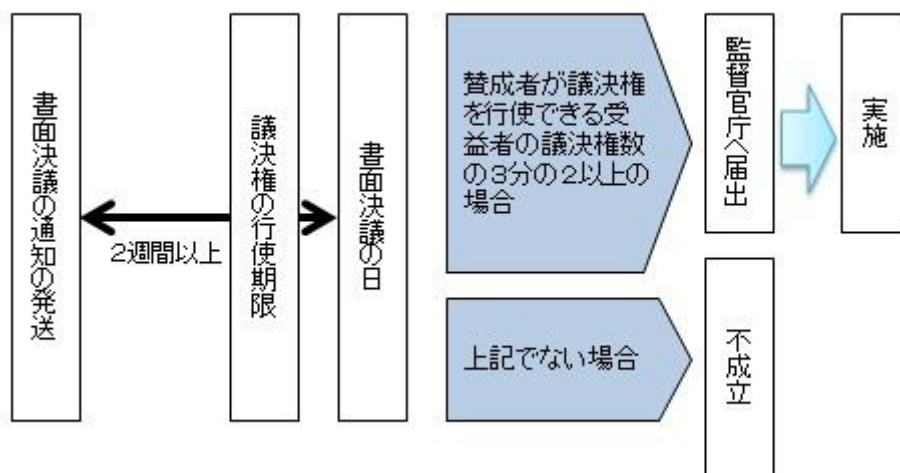 書面決議の通知の発送
2週間以上
議決権の行使期限
書面決議の日
賛成者が議決権
を行使できる受
益者の議決権数
の3分の2以上の
場合
監督官庁へ届出
実施
上記でない場合
不成立